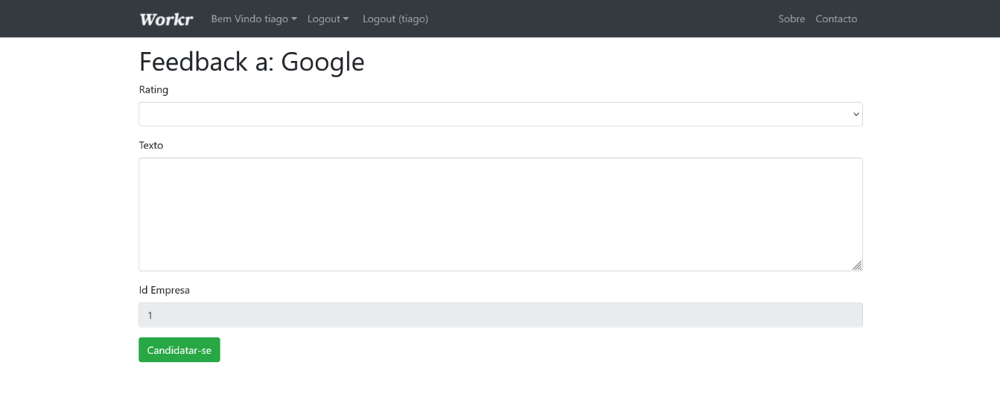 Workr Bem Vindo tiago Logout Logout (tiago) Sobre Contacto
Feedback a: Google
Rating
Texto
Id Empresa
1
Candidatar-se